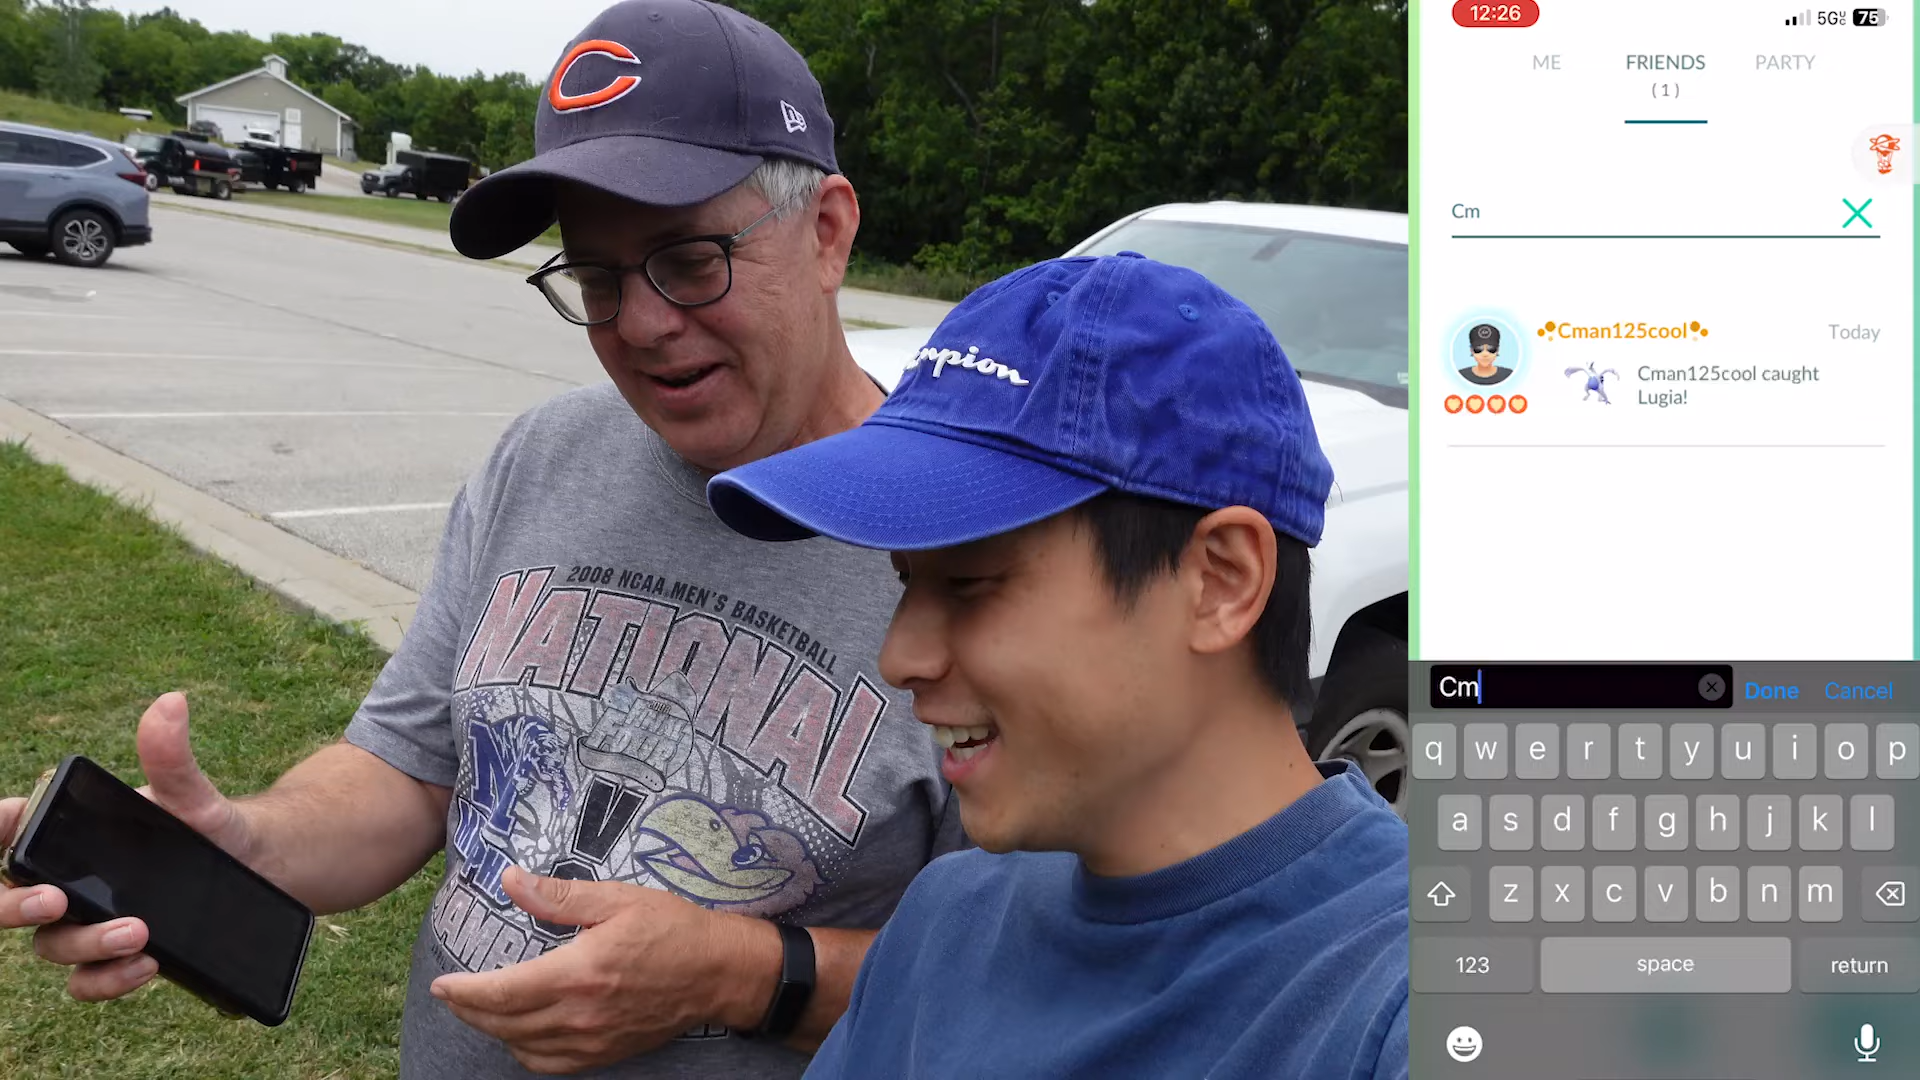 C
2008 NCAA MEN'S BASKETBALL
NATIONAL
M
V
mpion
12:26
5G
75
ME
FRIENDS
PARTY
(1)
Cm
Cman125cool
Today
Cman125cool caught
Lugia!
Cm
Done
Cancel
q w e r t y u i o p
a s d f g h j k l
z x c v b n m
123
space
return